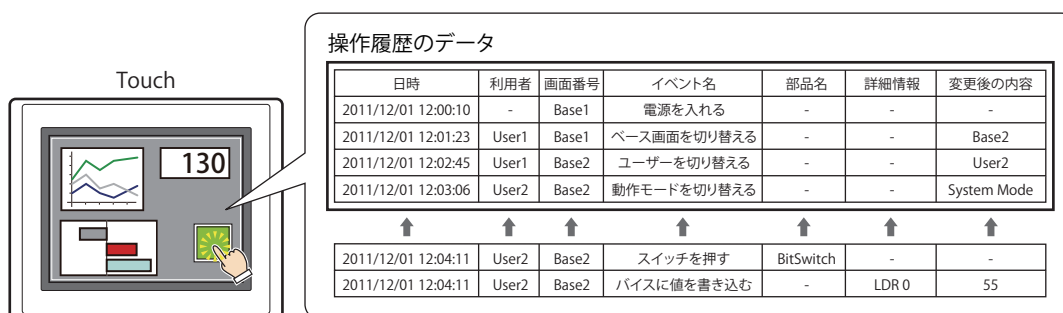 操作履歴のデータ
Touch
130
日時 利用者 画面番号 イベント名 部品名 詳細情報 変更後の内容
2011/12/01 12:00:10 - Base1 電源を入れる - - -
2011/12/01 12:01:23 User1 Base1 ベース画面を切り替える - - Base2
2011/12/01 12:02:45 User1 Base2 ユーザーを切り替える - - User2
2011/12/01 12:03:06 User2 Base2 動作モードを切り替える - - System Mode
2011/12/01 12:04:11 User2 Base2 スイッチを押す BitSwitch - -
2011/12/01 12:04:11 User2 Base2 バイスに値を書き込む - LDR 0 55